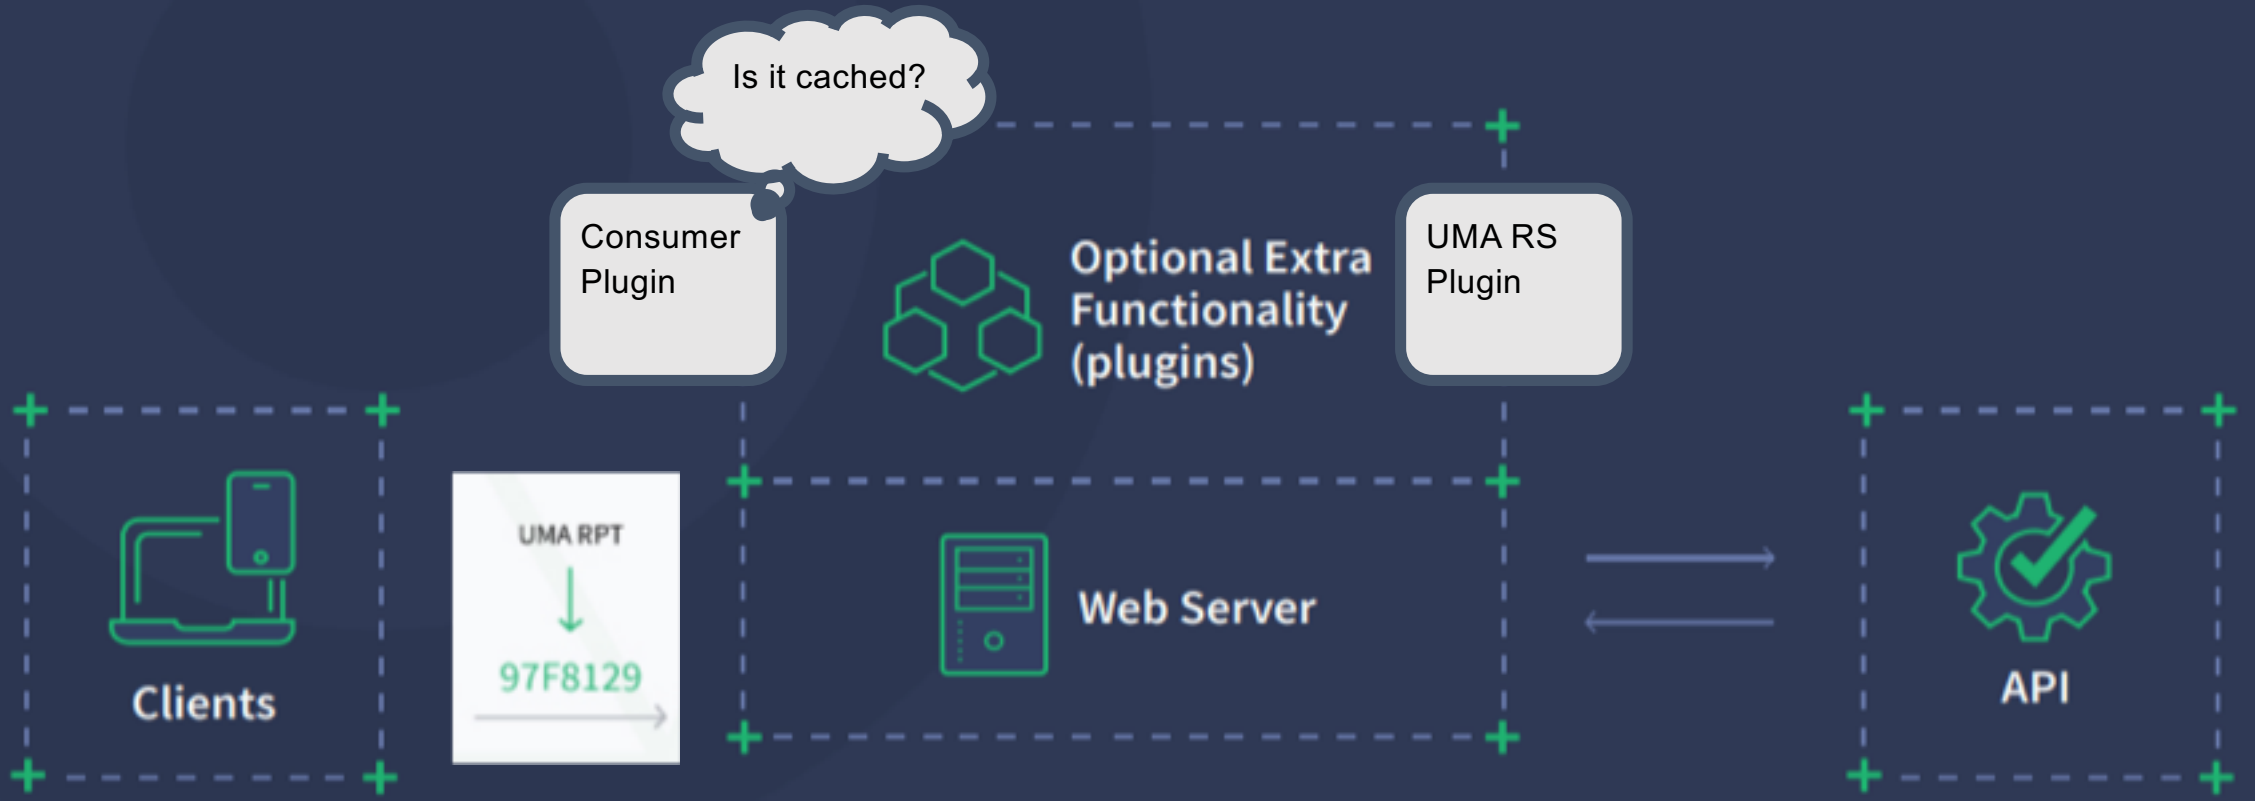 Is it cached?
Consumer
Plugin
Optional Extra
Functionality
(plugins)
UMA RS
Plugin
Clients
UMA RPT
97F8129
Web Server
API